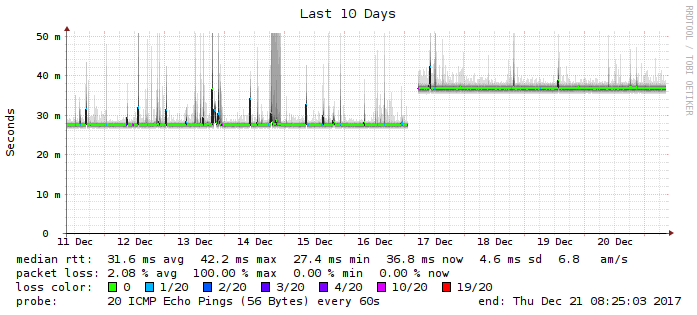 Last 10 Days
RRDTOOL / TOBI OETIKER
Seconds
50 m
40 m
30 m
20 m
10 m
0
11 Dec 12 Dec 13 Dec 14 Dec 15 Dec 16 Dec 17 Dec 18 Dec 19 Dec 20 Dec
median rtt: 31.6 ms avg 42.2 ms max 27.4 ms min 36.8 ms now 4.6 ms sd 6.8 am/s
packet loss: 2.08 % avg 100.00 % max 0.00 % min 0.00 % now
loss color: 0 1/20 2/20 3/20 4/20 10/20 19/20
probe: 20 ICMP Echo Pings (56 Bytes) every 60s end: Thu Dec 21 08:25:03 2017